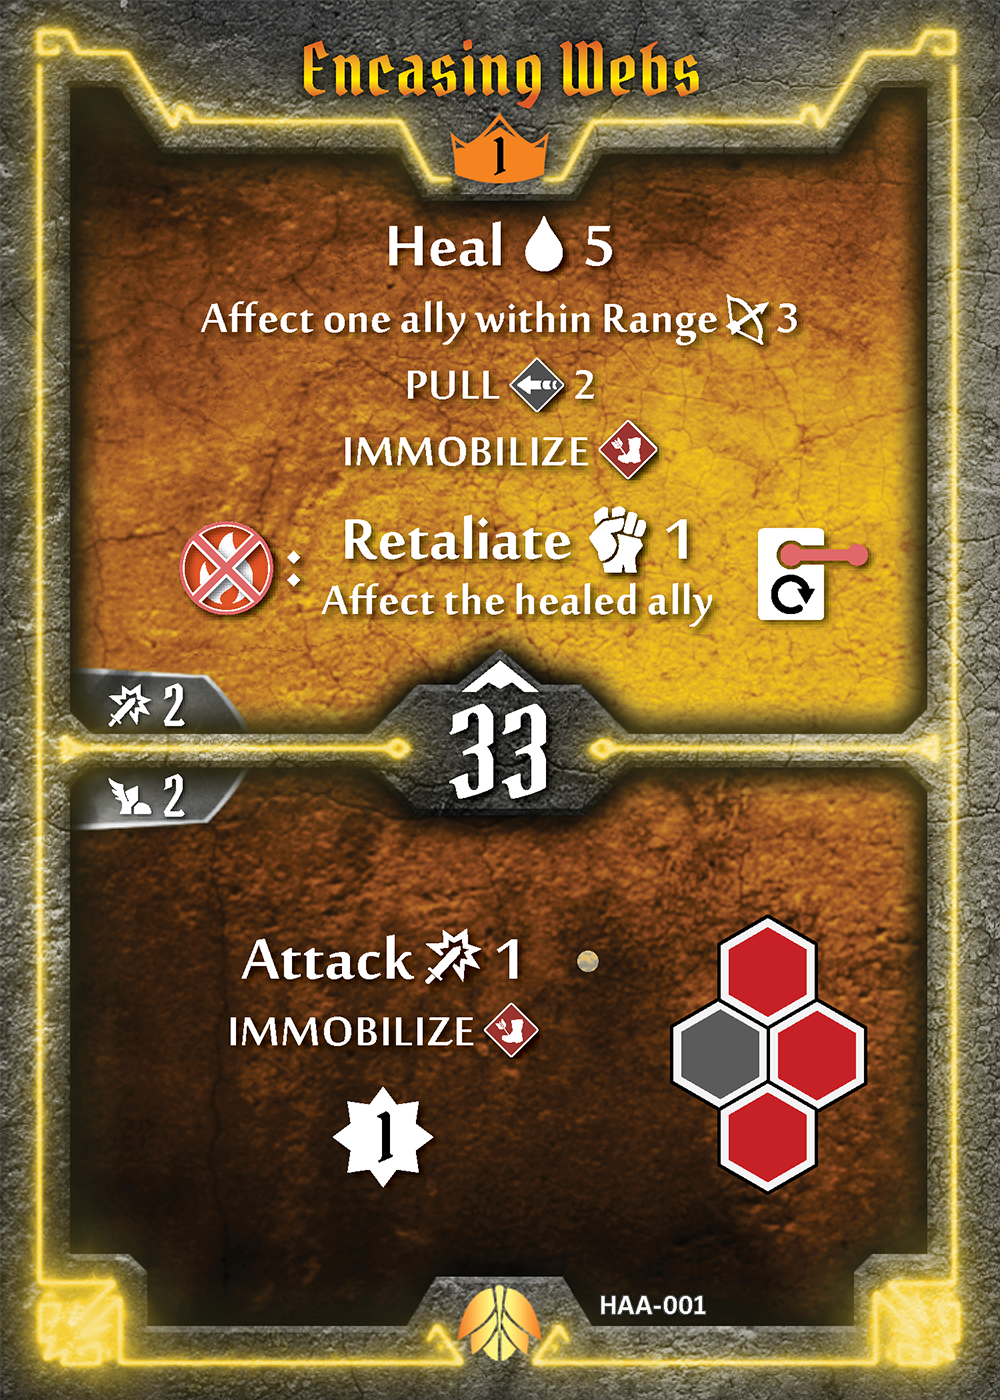 Encasing Webs
1
Heal 5
Affect one ally within Range 3
PULL 2
IMMOBILIZE
: Retaliate 1
Affect the healed ally
2
33
2
Attack 1
IMMOBILIZE
1
HAA-001